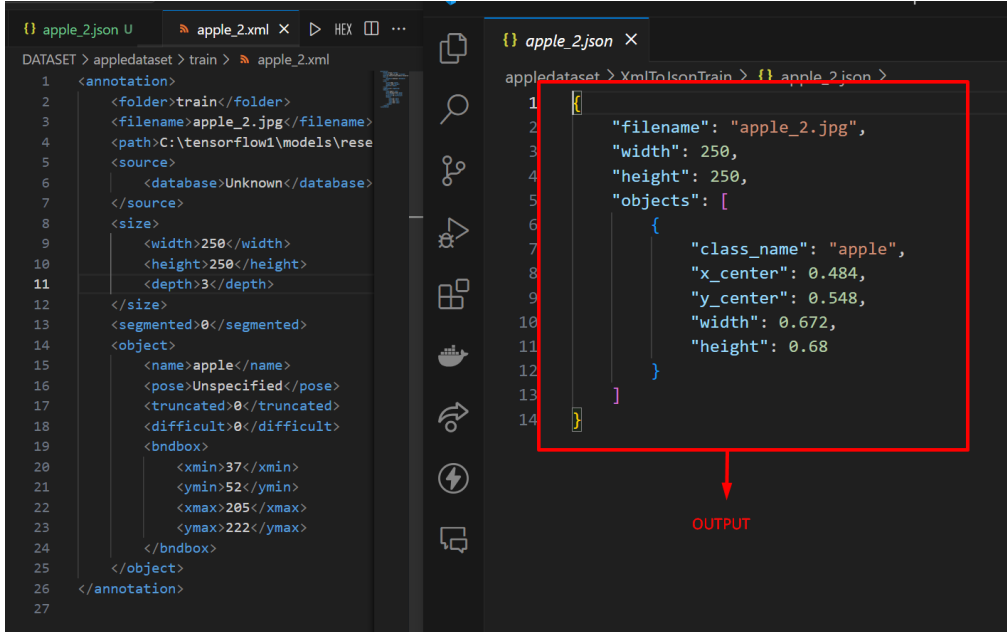 {} apple_2.json U
apple_2.xml ×
HEX
...
DATASET > appledataset > train > apple_2.xml
1 <annotation>
2 <folder>train</folder>
3 <filename>apple_2.jpg</filename>
4 <path>C:\tensorflow1\models\rese
5 <source>
6 <database>Unknown</database>
7 </source>
8 <size>
9 <width>250</width>
10 <height>250</height>
11 <depth>3</depth>
12 </size>
13 <segmented>0</segmented>
14 <object>
15 <name>apple</name>
16 <pose>Unspecified</pose>
17 <truncated>0</truncated>
18 <difficult>0</difficult>
19 <bndbox>
20 <xmin>37</xmin>
21 <ymin>52</ymin>
22 <xmax>205</xmax>
23 <ymax>222</ymax>
24 </bndbox>
25 </object>
26 </annotation>
27
{} apple_2.json ×
appledataset > XmlToJsonTrain > {} apple_2.json >
1 {
2 "filename": "apple_2.jpg",
3 "width": 250,
4 "height": 250,
5 "objects": [
6 {
7 "class_name": "apple",
8 "x_center": 0.484,
9 "y_center": 0.548,
10 "width": 0.672,
11 "height": 0.68
12 }
13 ]
14 }
OUTPUT